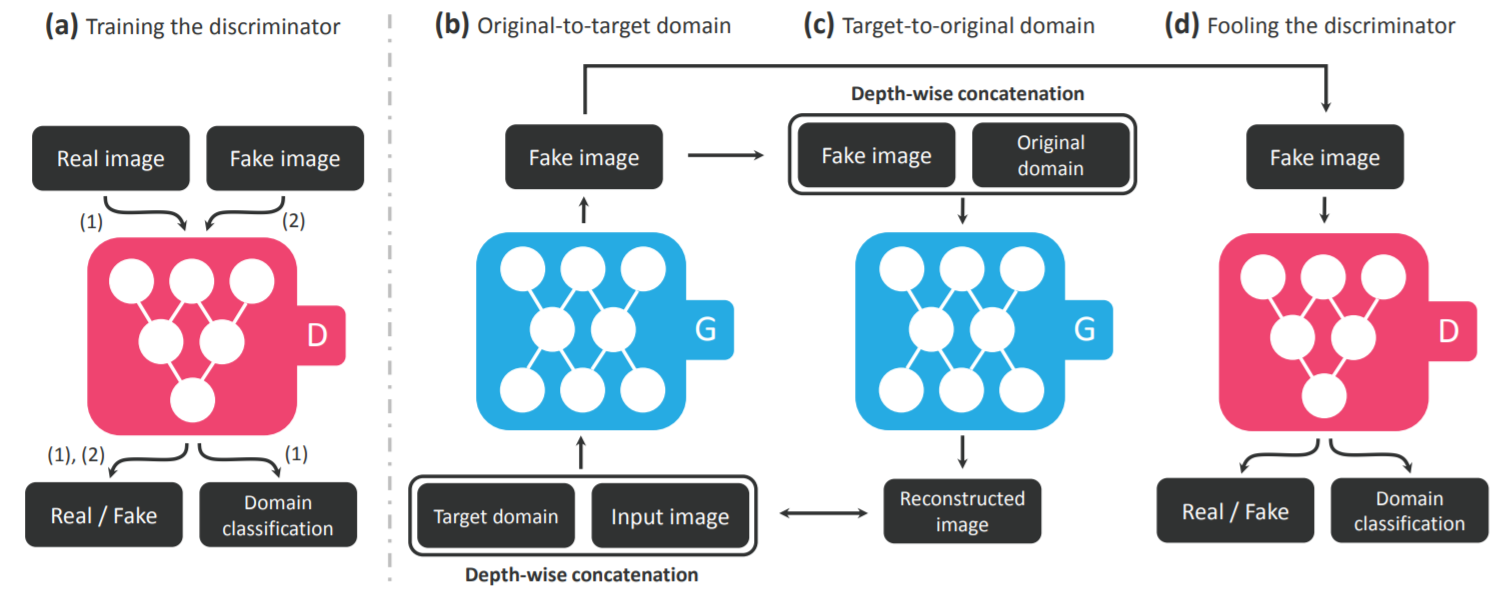 (a) Training the discriminator
Real image
Fake image
(1)
(2)
D
(1), (2)
(1)
Real / Fake
Domain
classification
(b) Original-to-target domain
Fake image
G
Target domain
Input image
Depth-wise concatenation
(c) Target-to-original domain
Depth-wise concatenation
Fake image
Original
domain
G
Reconstructed
image
(d) Fooling the discriminator
Fake image
D
Real / Fake
Domain
classification